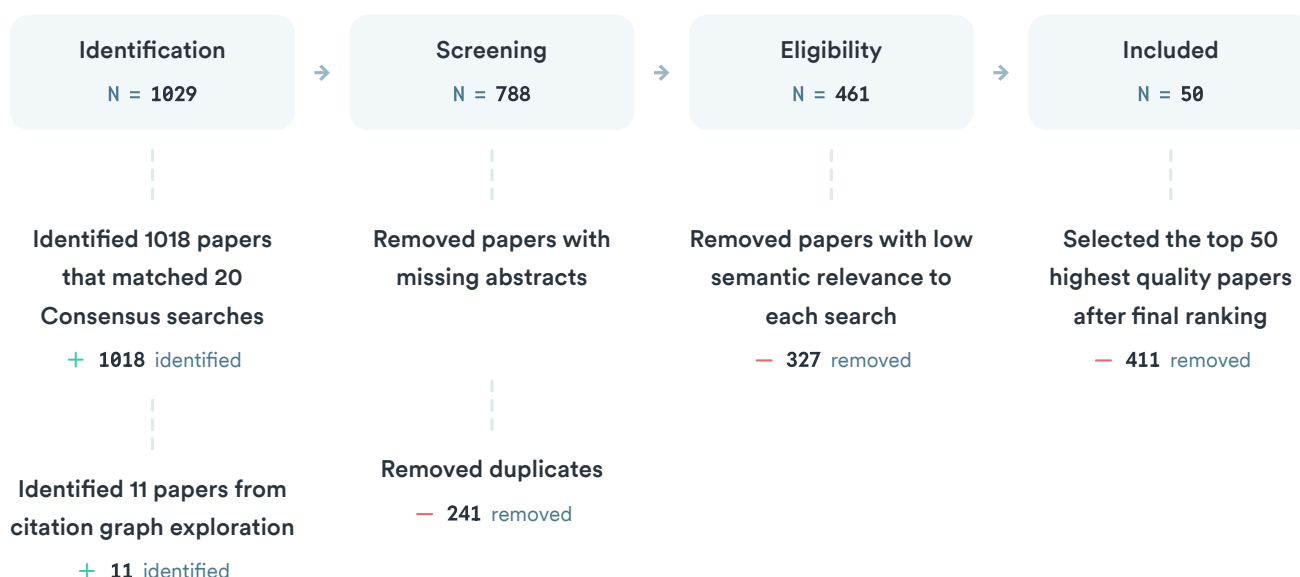 Identification
N = 1029
Screening
N = 788
Eligibility
N = 461
Included
N = 50
Identified 1018 papers
that matched 20
Consensus searches
+ 1018 identified
Identified 11 papers from
citation graph exploration
+ 11 identified
Removed papers with
missing abstracts
Removed duplicates
— 241 removed
Removed papers with low
semantic relevance to
each search
— 327 removed
Selected the top 50
highest quality papers
after final ranking
— 411 removed